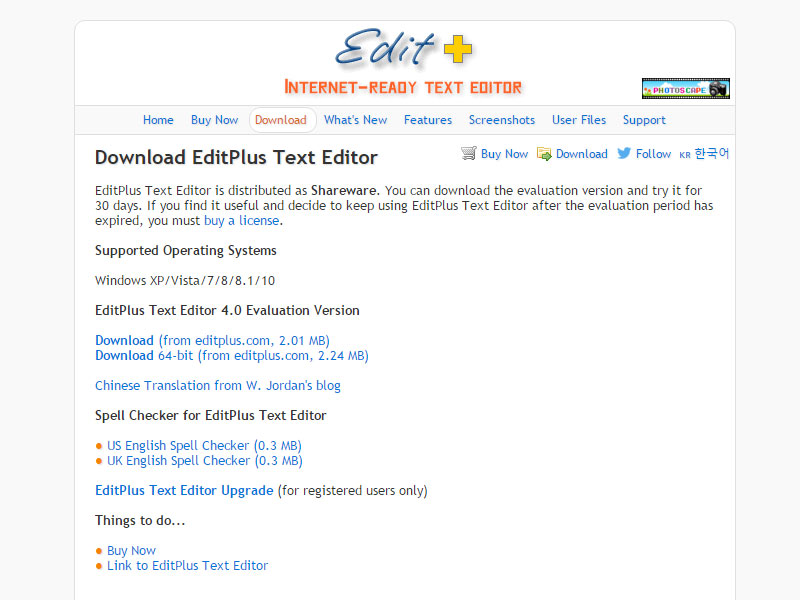 Edit+
INTERNET-READY TEXT EDITOR
PHOTOSCAPE
Home Buy Now Download What's New Features Screenshots User Files Support
Download EditPlus Text Editor
Buy Now Download Follow KR 한국어
EditPlus Text Editor is distributed as Shareware. You can download the evaluation version and try it for
30 days. If you find it useful and decide to keep using EditPlus Text Editor after the evaluation period has
expired, you must buy a license.
Supported Operating Systems
Windows XP/Vista/7/8/8.1/10
EditPlus Text Editor 4.0 Evaluation Version
Download (from editplus.com, 2.01 MB)
Download 64-bit (from editplus.com, 2.24 MB)
Chinese Translation from W. Jordan's blog
Spell Checker for EditPlus Text Editor
US English Spell Checker (0.3 MB)
UK English Spell Checker (0.3 MB)
EditPlus Text Editor Upgrade (for registered users only)
Things to do...
Buy Now
Link to EditPlus Text Editor